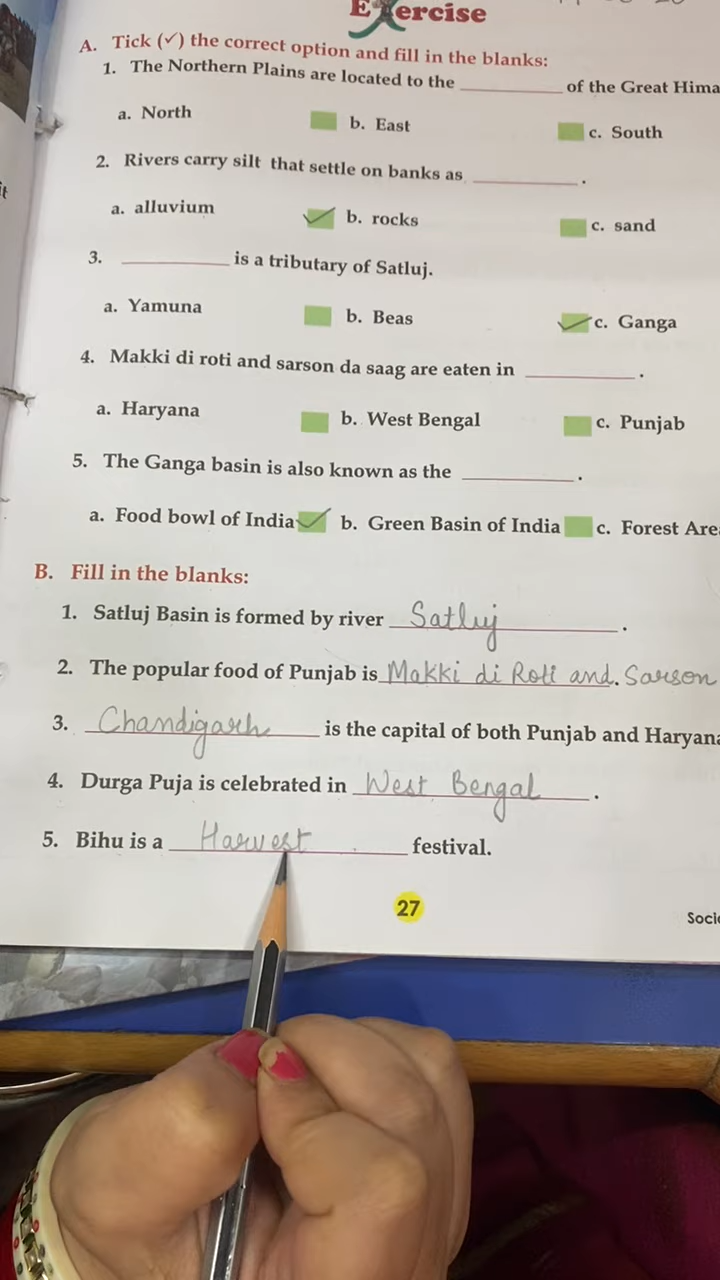 Exercise
A. Tick (✓) the correct option and fill in the blanks:
1. The Northern Plains are located to the __________ of the Great Hima
a. North b. East c. South
2. Rivers carry silt that settle on banks as __________.
a. alluvium ✓ b. rocks c. sand
3. __________ is a tributary of Satluj.
a. Yamuna b. Beas ✓ c. Ganga
4. Makki di roti and sarson da saag are eaten in __________.
a. Haryana b. West Bengal c. Punjab
5. The Ganga basin is also known as the __________.
a. Food bowl of India ✓ b. Green Basin of India c. Forest Are
B. Fill in the blanks:
1. Satluj Basin is formed by river Satluj.
2. The popular food of Punjab is Makki di Roti and. Sarson
3. Chandigarh is the capital of both Punjab and Haryana
4. Durga Puja is celebrated in West Bengal.
5. Bihu is a Harvest festival.
27
Soci